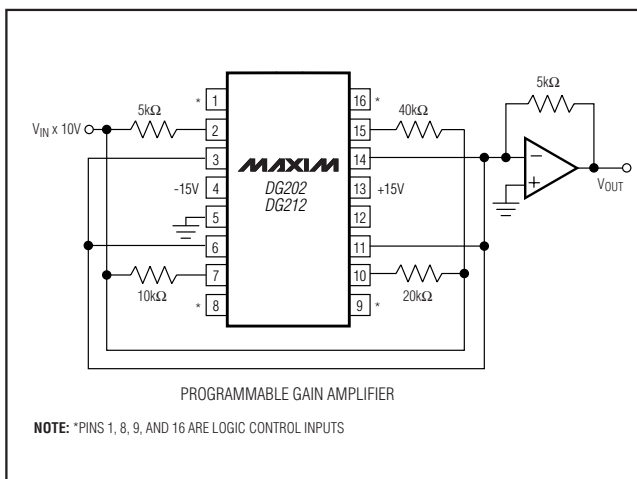 * 1 16 *
5kΩ 40kΩ 5kΩ
VIN x 10V 2 15
3 MAXIM 14
-15V 4 DG202 13 +15V
DG212
5 12
VOUT
6 11
7 10
10kΩ 20kΩ
* 8 9 *
PROGRAMMABLE GAIN AMPLIFIER
NOTE: *PINS 1, 8, 9, AND 16 ARE LOGIC CONTROL INPUTS